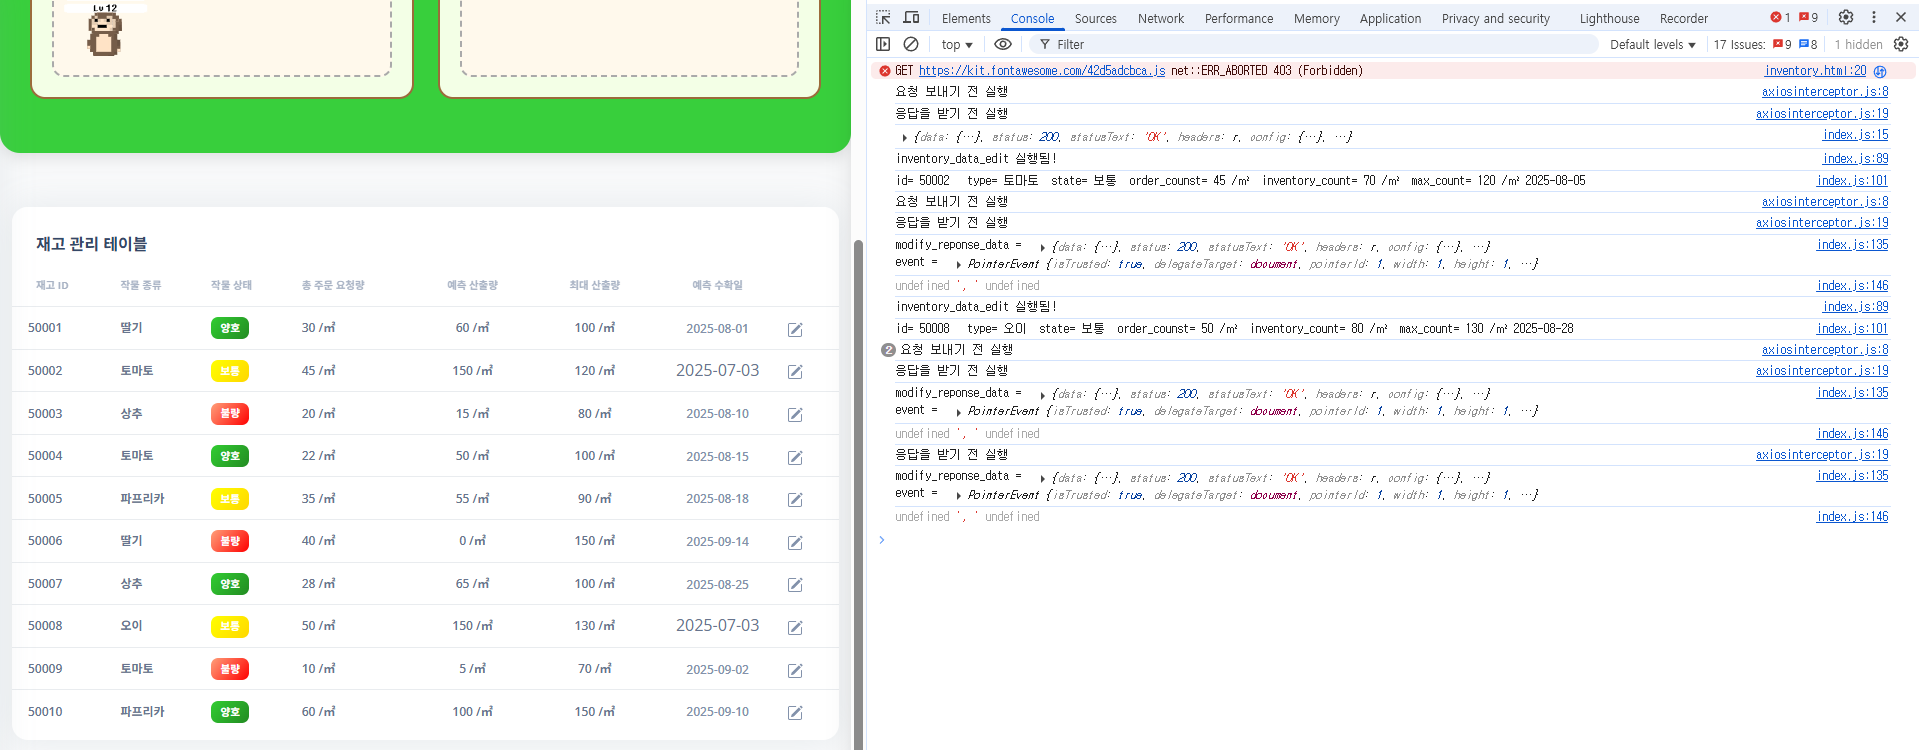 Lv 12
재고 관리 테이블
재고 ID 작물 종류 작물 상태 총 주문 요청량 예측 산출량 최대 산출량 예측 수확일
50001 딸기 양호 30 /㎡ 60 /㎡ 100 /㎡ 2025-08-01
50002 토마토 보통 45 /㎡ 150 /㎡ 120 /㎡ 2025-07-03
50003 상추 불량 20 /㎡ 15 /㎡ 80 /㎡ 2025-08-10
50004 토마토 양호 22 /㎡ 50 /㎡ 100 /㎡ 2025-08-15
50005 파프리카 보통 35 /㎡ 55 /㎡ 90 /㎡ 2025-08-18
50006 딸기 불량 40 /㎡ 0 /㎡ 150 /㎡ 2025-09-14
50007 상추 양호 28 /㎡ 65 /㎡ 100 /㎡ 2025-08-25
50008 오이 보통 50 /㎡ 150 /㎡ 130 /㎡ 2025-07-03
50009 토마토 불량 10 /㎡ 5 /㎡ 70 /㎡ 2025-09-02
50010 파프리카 양호 60 /㎡ 100 /㎡ 150 /㎡ 2025-09-10
Elements Console Sources Network Performance Memory Application Privacy and security Lighthouse Recorder 1 9
top Filter Default levels 17 Issues: 9 8 1 hidden
GET https://kit.fontawesome.com/42d5adcbca.js net::ERR_ABORTED 403 (Forbidden) inventory.html:20
요청 보내기 전 실행 axiosinterceptor.js:8
응답을 받기 전 실행 axiosinterceptor.js:19
{data: {…}, status: 200, statusText: 'OK', headers: r, config: {…}, …} index.js:15
inventory_data_edit 실행됨! index.js:89
id= 50002 type= 토마토 state= 보통 order_counst= 45 /㎡ inventory_count= 70 /㎡ max_count= 120 /㎡ 2025-08-05 index.js:101
요청 보내기 전 실행 axiosinterceptor.js:8
응답을 받기 전 실행 axiosinterceptor.js:19
modify_reponse_data = {data: {…}, status: 200, statusText: 'OK', headers: r, config: {…}, …} index.js:135
event = PointerEvent {isTrusted: true, delegateTarget: document, pointerId: 1, width: 1, height: 1, …}
undefined ', ' undefined index.js:146
inventory_data_edit 실행됨! index.js:89
id= 50008 type= 오이 state= 보통 order_counst= 50 /㎡ inventory_count= 80 /㎡ max_count= 130 /㎡ 2025-08-28 index.js:101
2 요청 보내기 전 실행 axiosinterceptor.js:8
응답을 받기 전 실행 axiosinterceptor.js:19
modify_reponse_data = {data: {…}, status: 200, statusText: 'OK', headers: r, config: {…}, …} index.js:135
event = PointerEvent {isTrusted: true, delegateTarget: document, pointerId: 1, width: 1, height: 1, …}
undefined ', ' undefined index.js:146
응답을 받기 전 실행 axiosinterceptor.js:19
modify_reponse_data = {data: {…}, status: 200, statusText: 'OK', headers: r, config: {…}, …} index.js:135
event = PointerEvent {isTrusted: true, delegateTarget: document, pointerId: 1, width: 1, height: 1, …}
undefined ', ' undefined index.js:146